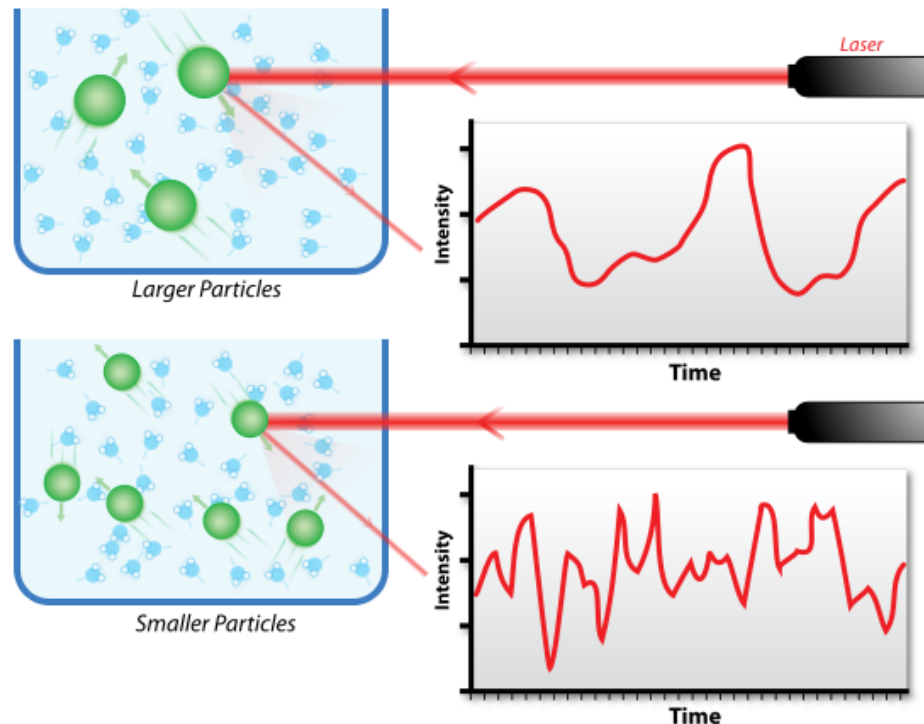 Laser
Intensity
Time
Larger Particles
Intensity
Time
Smaller Particles